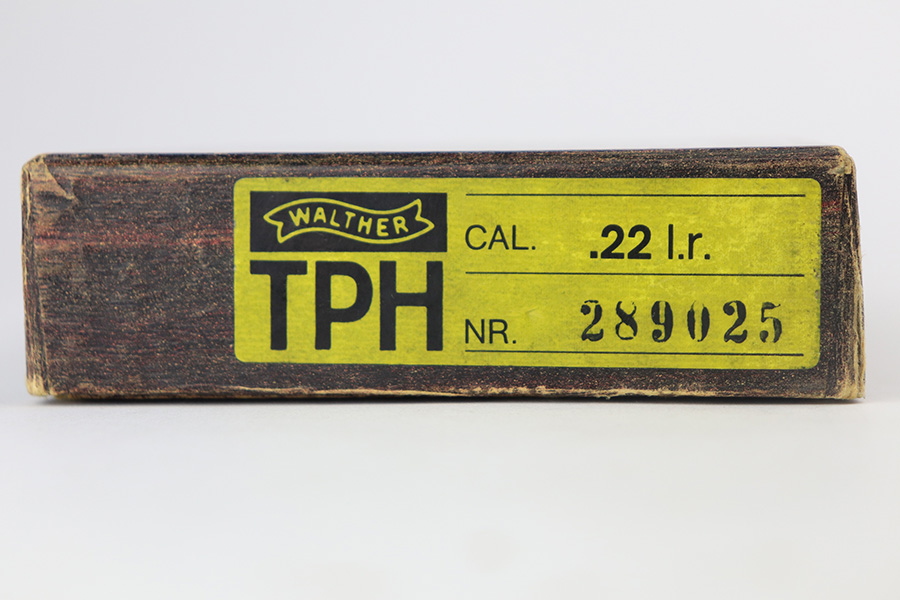 WALTHER
TPH
CAL. .22 l.r.
NR. 289025